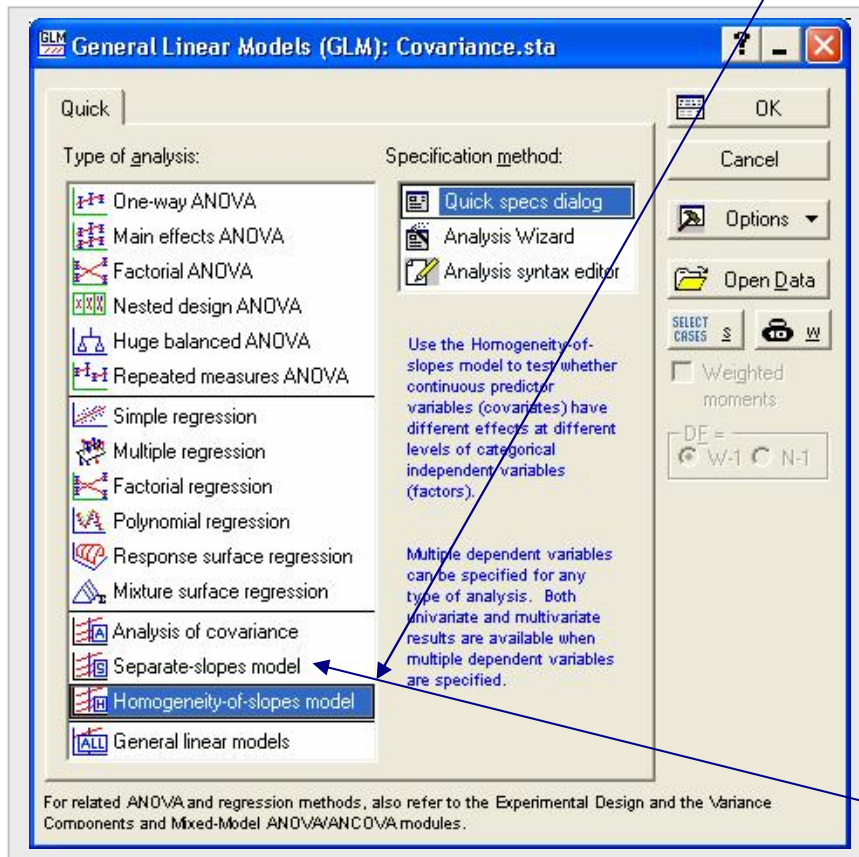 General Linear Models (GLM): Covariance.sta
Quick
Type of analysis:
One-way ANOVA
Main effects ANOVA
Factorial ANOVA
Nested design ANOVA
Huge balanced ANOVA
Repeated measures ANOVA
Simple regression
Multiple regression
Factorial regression
Polynomial regression
Response surface regression
Mixture surface regression
Analysis of covariance
Separate-slopes model
Homogeneity-of-slopes model
General linear models
Specification method:
Quick specs dialog
Analysis Wizard
Analysis syntax editor
Use the Homogeneity-of-
slopes model to test whether
continuous predictor
variables (covariates) have
different effects at different
levels of categorical
independent variables
(factors).
Multiple dependent variables
can be specified for any
type of analysis. Both
univariate and multivariate
results are available when
multiple dependent variables
are specified.
OK
Cancel
Options
Open Data
SELECT
CASES S
W
Weighted
moments
DF =
W-1 N-1
For related ANOVA and regression methods, also refer to the Experimental Design and the Variance
Components and Mixed-Model ANOVA/ANCOVA modules.